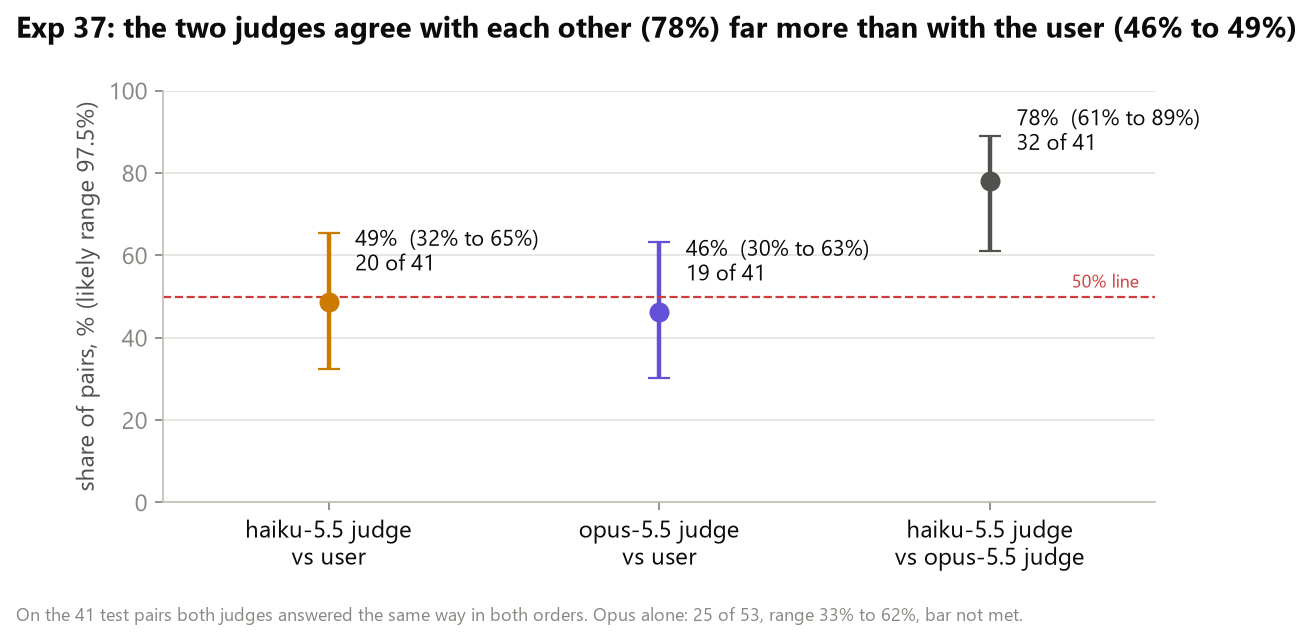 Exp 37: the two judges agree with each other (78%) far more than with the user (46% to 49%)
share of pairs, % (likely range 97.5%)
100
80
60
40
20
0
49%  (32% to 65%)
20 of 41
46%  (30% to 63%)
19 of 41
78%  (61% to 89%)
32 of 41
50% line
haiku-5.5 judge
vs user
opus-5.5 judge
vs user
haiku-5.5 judge
vs opus-5.5 judge
On the 41 test pairs both judges answered the same way in both orders. Opus alone: 25 of 53, range 33% to 62%, bar not met.